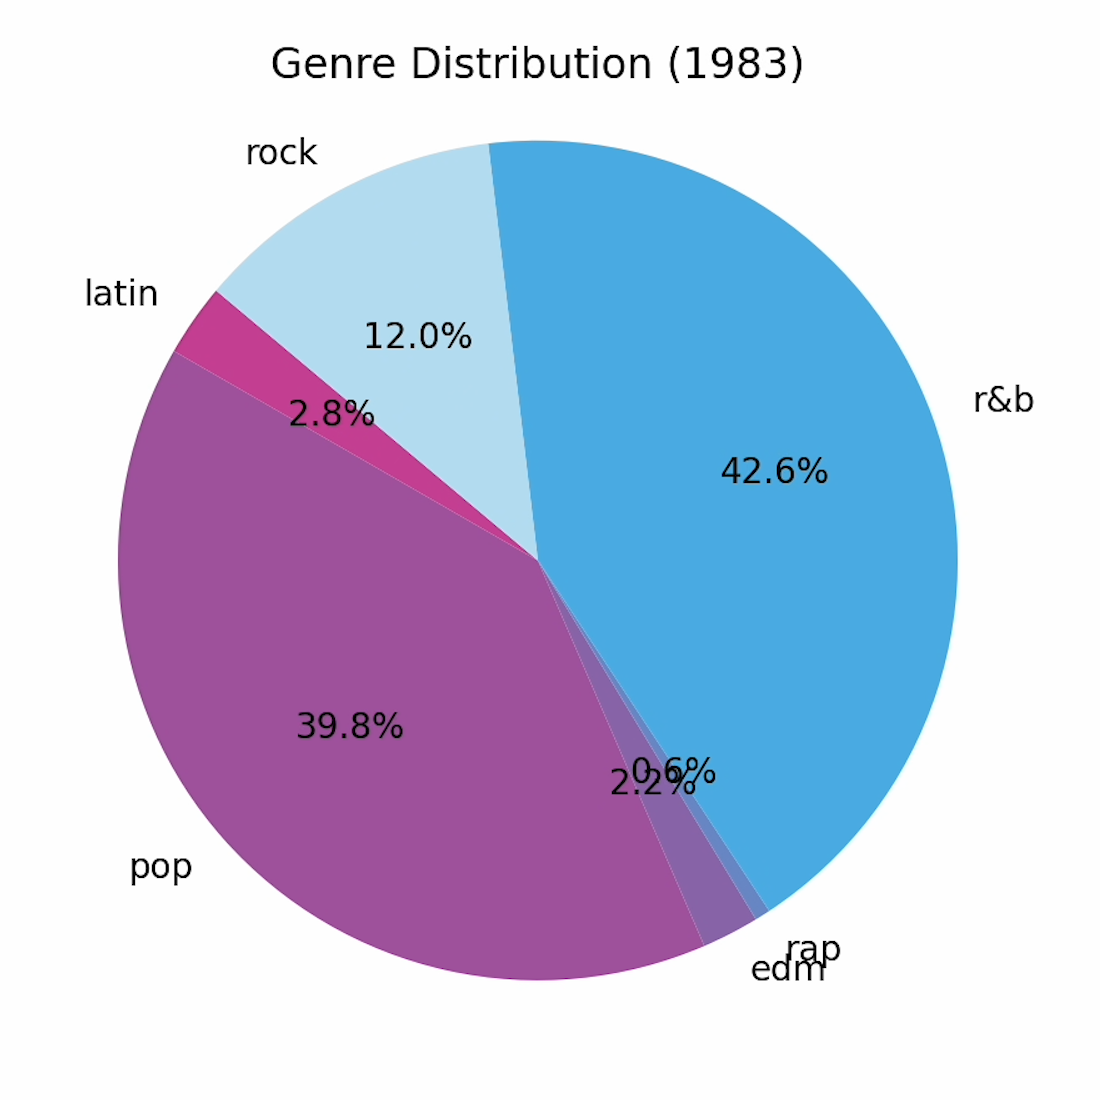 Genre Distribution (1983)
rock
latin
12.0%
r&b
2.8%
42.6%
39.8%
0.6%
2.2%
pop
rap
edm